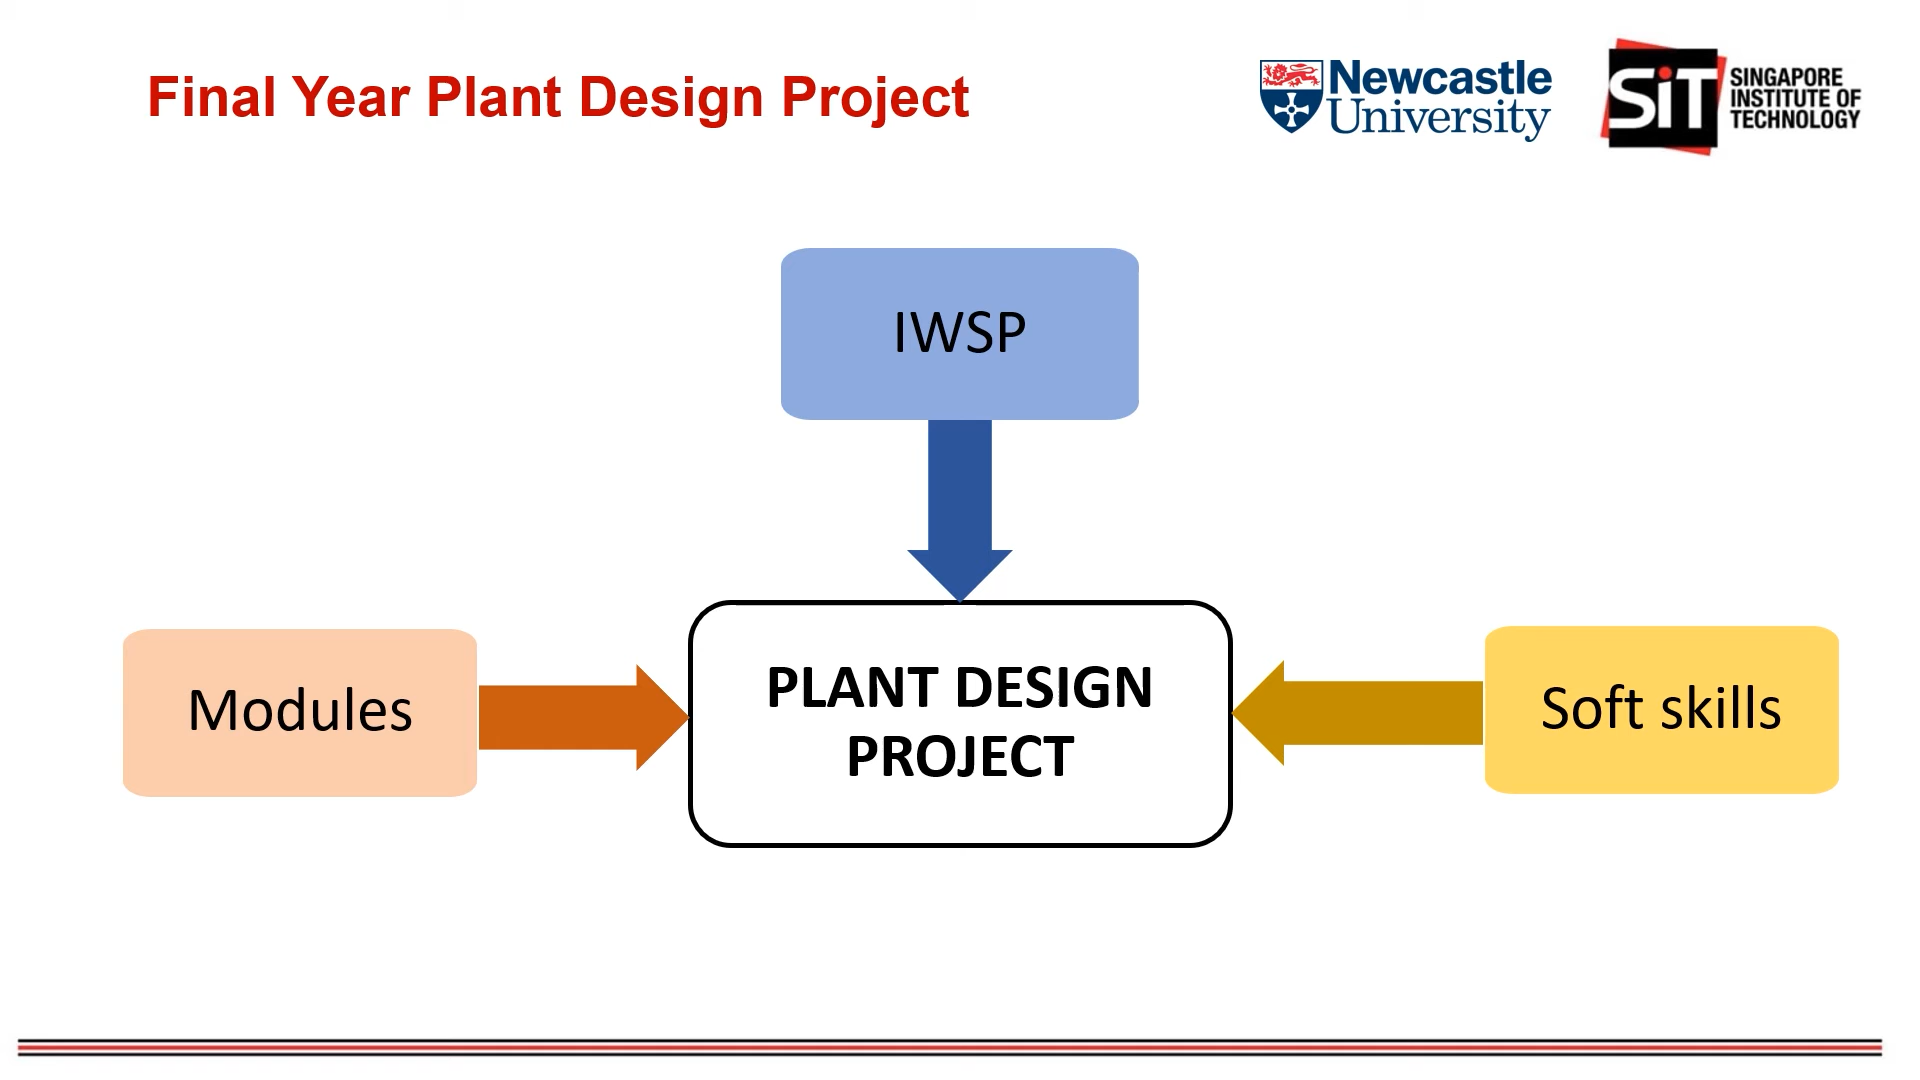 Final Year Plant Design Project
Newcastle
University
SiT
SINGAPORE
INSTITUTE OF
TECHNOLOGY
IWSP
Modules
PLANT DESIGN
PROJECT
Soft skills